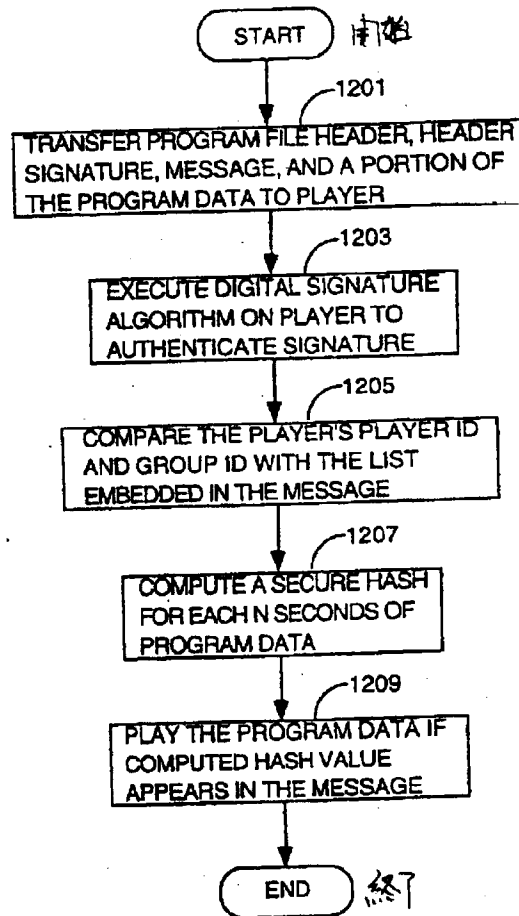 START 開始
1201
TRANSFER PROGRAM FILE HEADER, HEADER
SIGNATURE, MESSAGE, AND A PORTION OF
THE PROGRAM DATA TO PLAYER
1203
EXECUTE DIGITAL SIGNATURE
ALGORITHM ON PLAYER TO
AUTHENTICATE SIGNATURE
1205
COMPARE THE PLAYER'S PLAYER ID
AND GROUP ID WITH THE LIST
EMBEDDED IN THE MESSAGE
1207
COMPUTE A SECURE HASH
FOR EACH N SECONDS OF
PROGRAM DATA
1209
PLAY THE PROGRAM DATA IF
COMPUTED HASH VALUE
APPEARS IN THE MESSAGE
END 終了